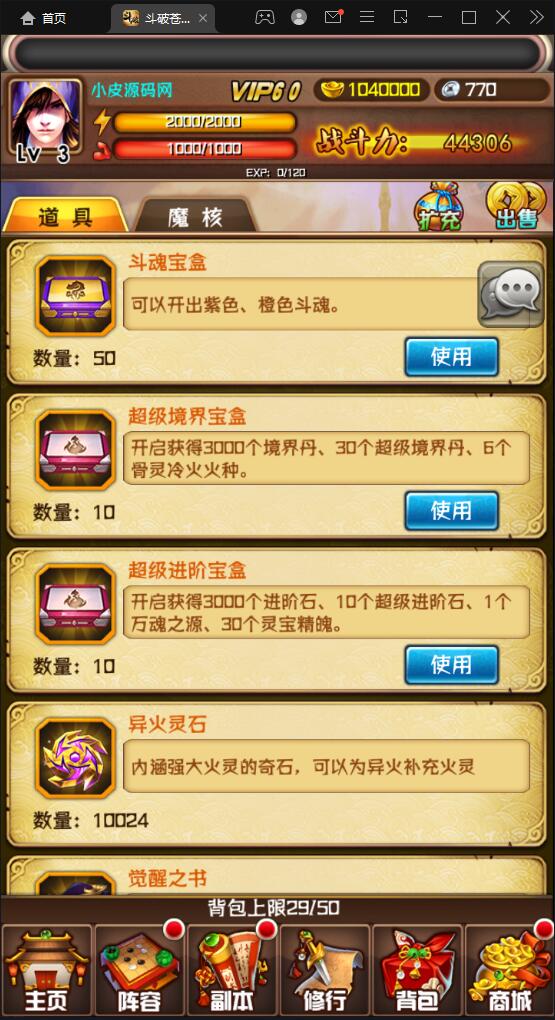 首页
斗破苍...
小皮源码网
VIP60
1040000
770
2000/2000
战斗力:
44306
1000/1000
Lv 3
EXP: 0/120
道具
魔核
扩充
出售
斗魂宝盒
可以开出紫色、橙色斗魂。
数量: 50
使用
超级境界宝盒
开启获得3000个境界丹、30个超级境界丹、6个
骨灵冷火火种。
数量: 10
使用
超级进阶宝盒
开启获得3000个进阶石、10个超级进阶石、1个
万魂之源、30个灵宝精魄。
数量: 10
使用
异火灵石
内涵强大火灵的奇石，可以为异火补充火灵
数量: 10024
觉醒之书
背包上限29/50
主页
阵容
副本
修行
背包
商城